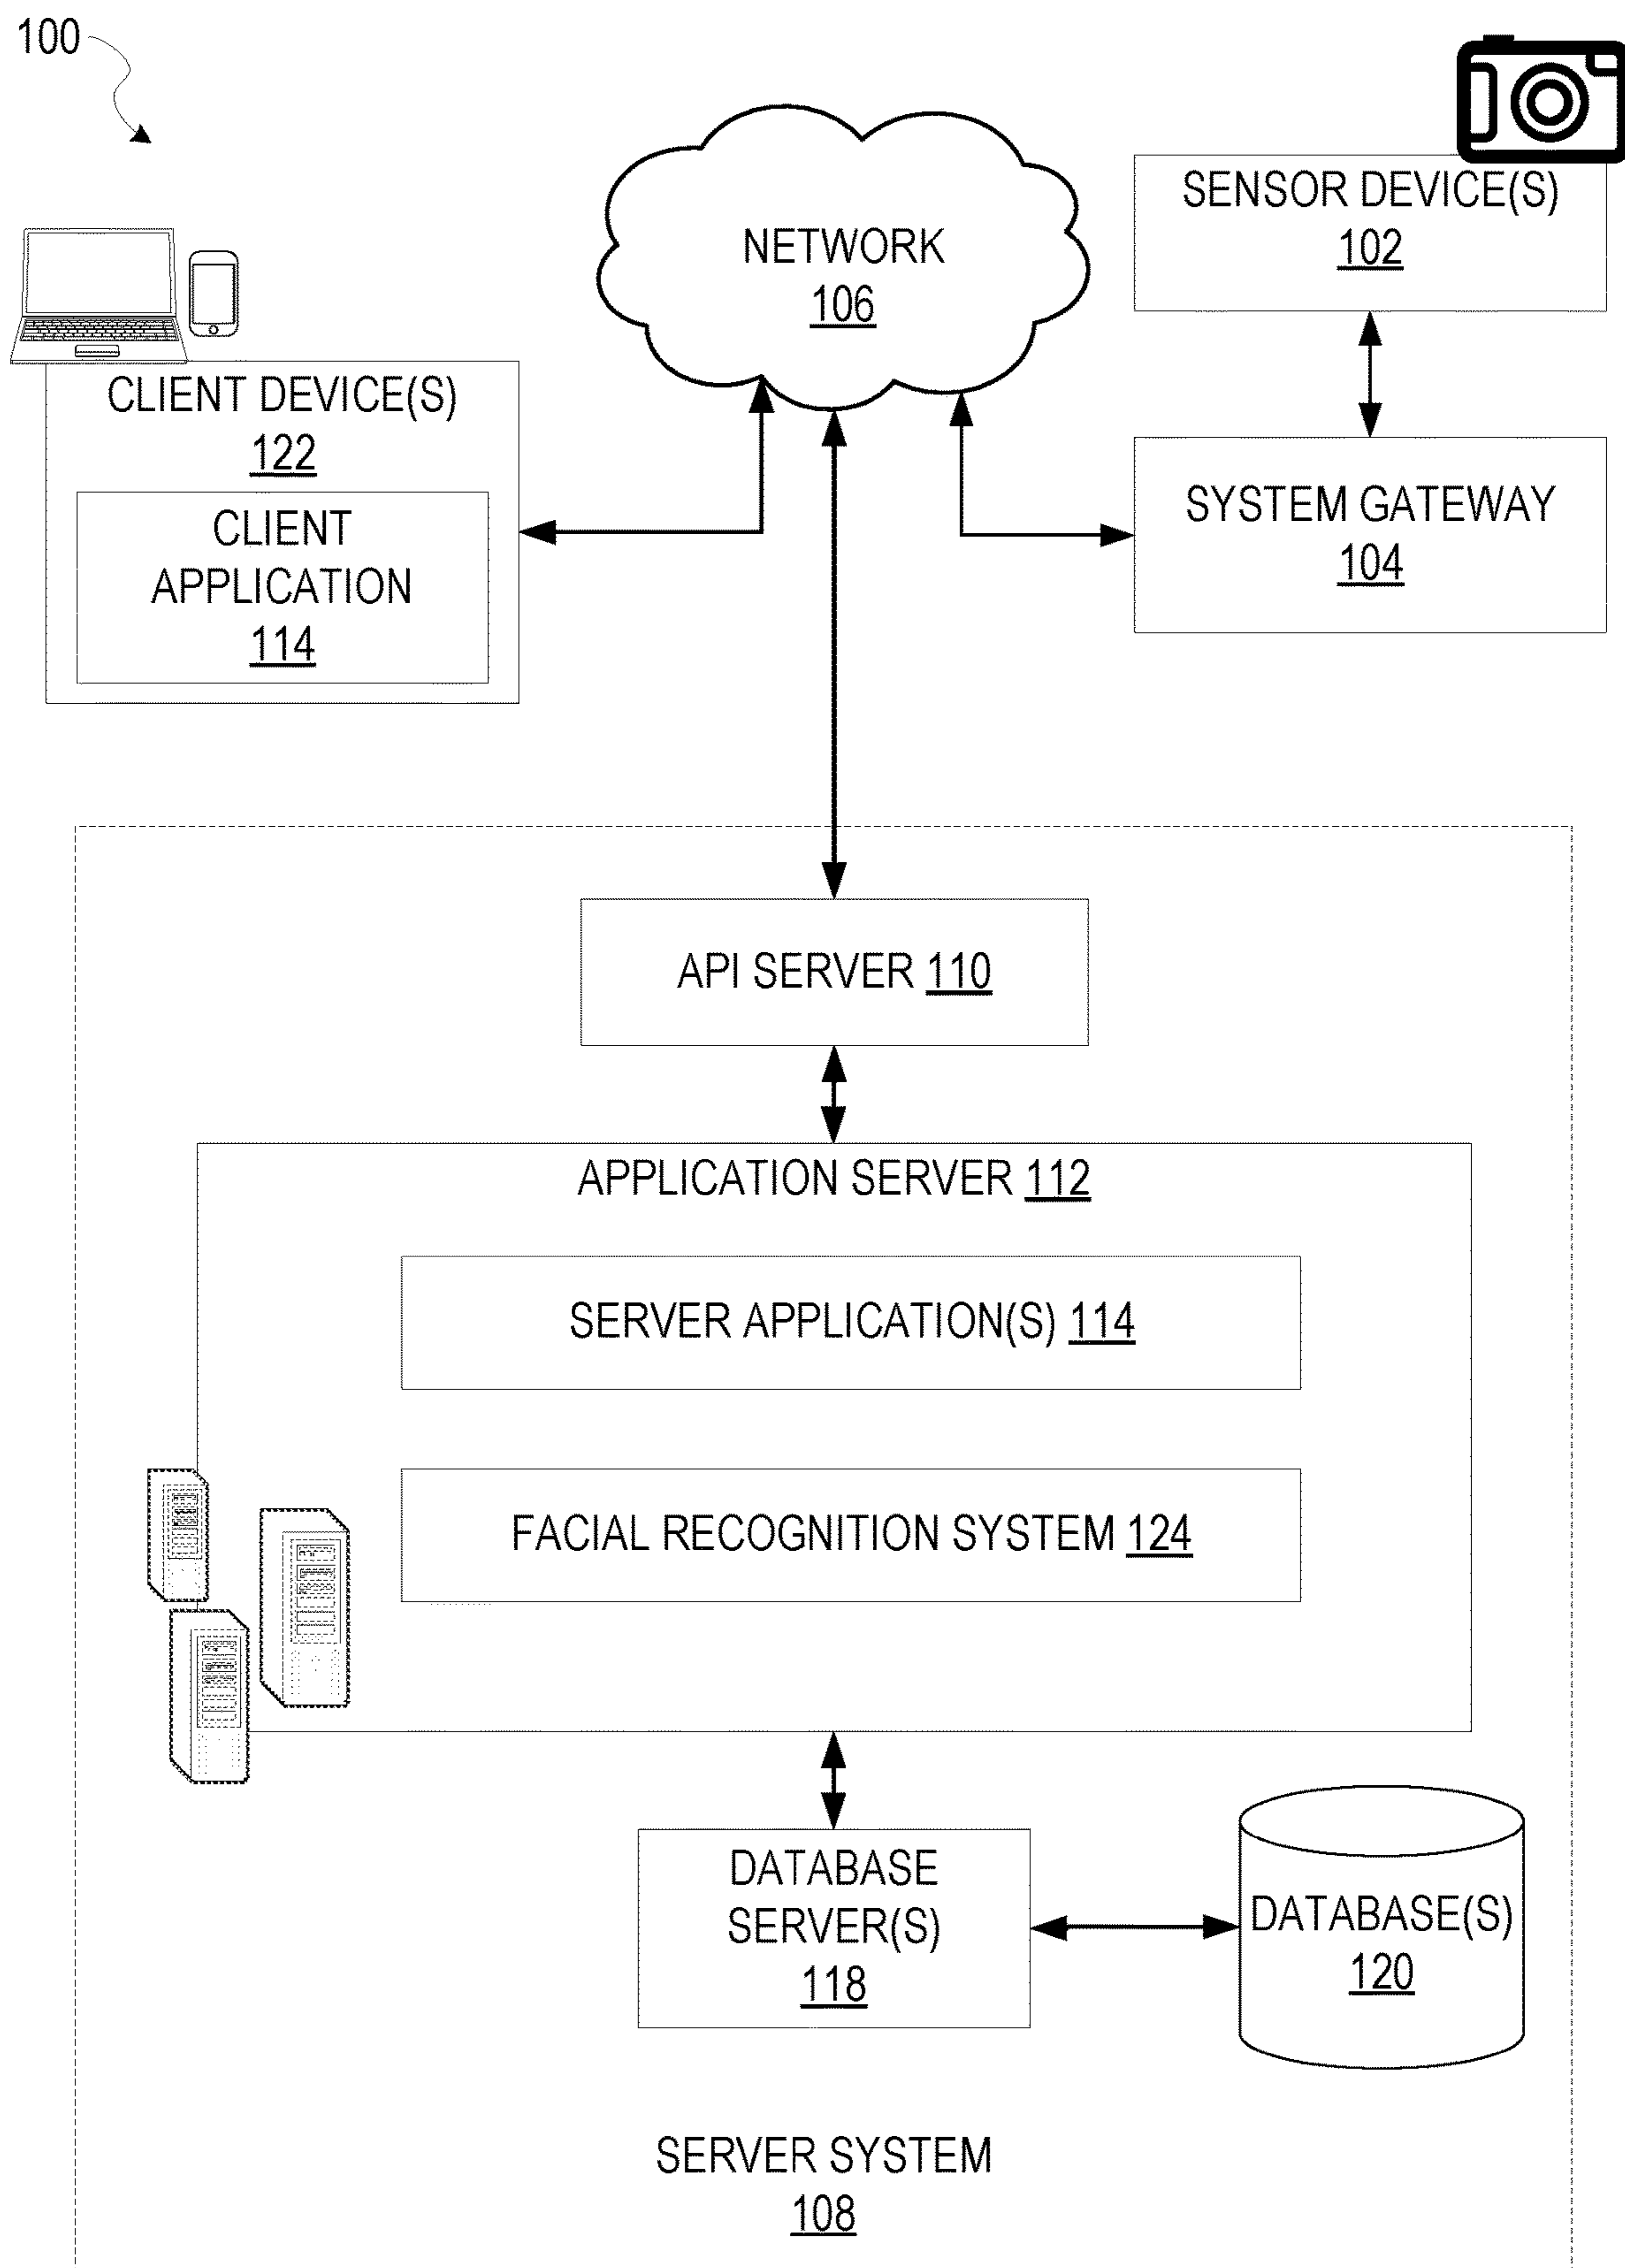 100
NETWORK
106
SENSOR DEVICE(S)
102
CLIENT DEVICE(S)
122
CLIENT
APPLICATION
114
SYSTEM GATEWAY
104
API SERVER 110
APPLICATION SERVER 112
SERVER APPLICATION(S) 114
FACIAL RECOGNITION SYSTEM 124
DATABASE
SERVER(S)
118
DATABASE(S)
120
SERVER SYSTEM
108